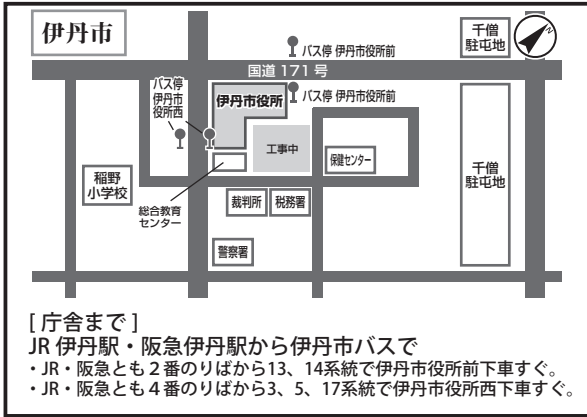 伊丹市
千僧
駐屯地
N
バス停 伊丹市役所前
国道 171 号
バス停
伊丹市
役所西
伊丹市役所
バス停 伊丹市役所前
工事中
保健センター
千僧
駐屯地
稲野
小学校
総合教育
センター
裁判所
税務署
警察署
[ 庁舎まで ]
JR 伊丹駅・阪急伊丹駅から伊丹市バスで
・JR・阪急とも２番のりばから13、14系統で伊丹市役所前下車すぐ。
・JR・阪急とも４番のりばから3、5、17系統で伊丹市役所西下車すぐ。